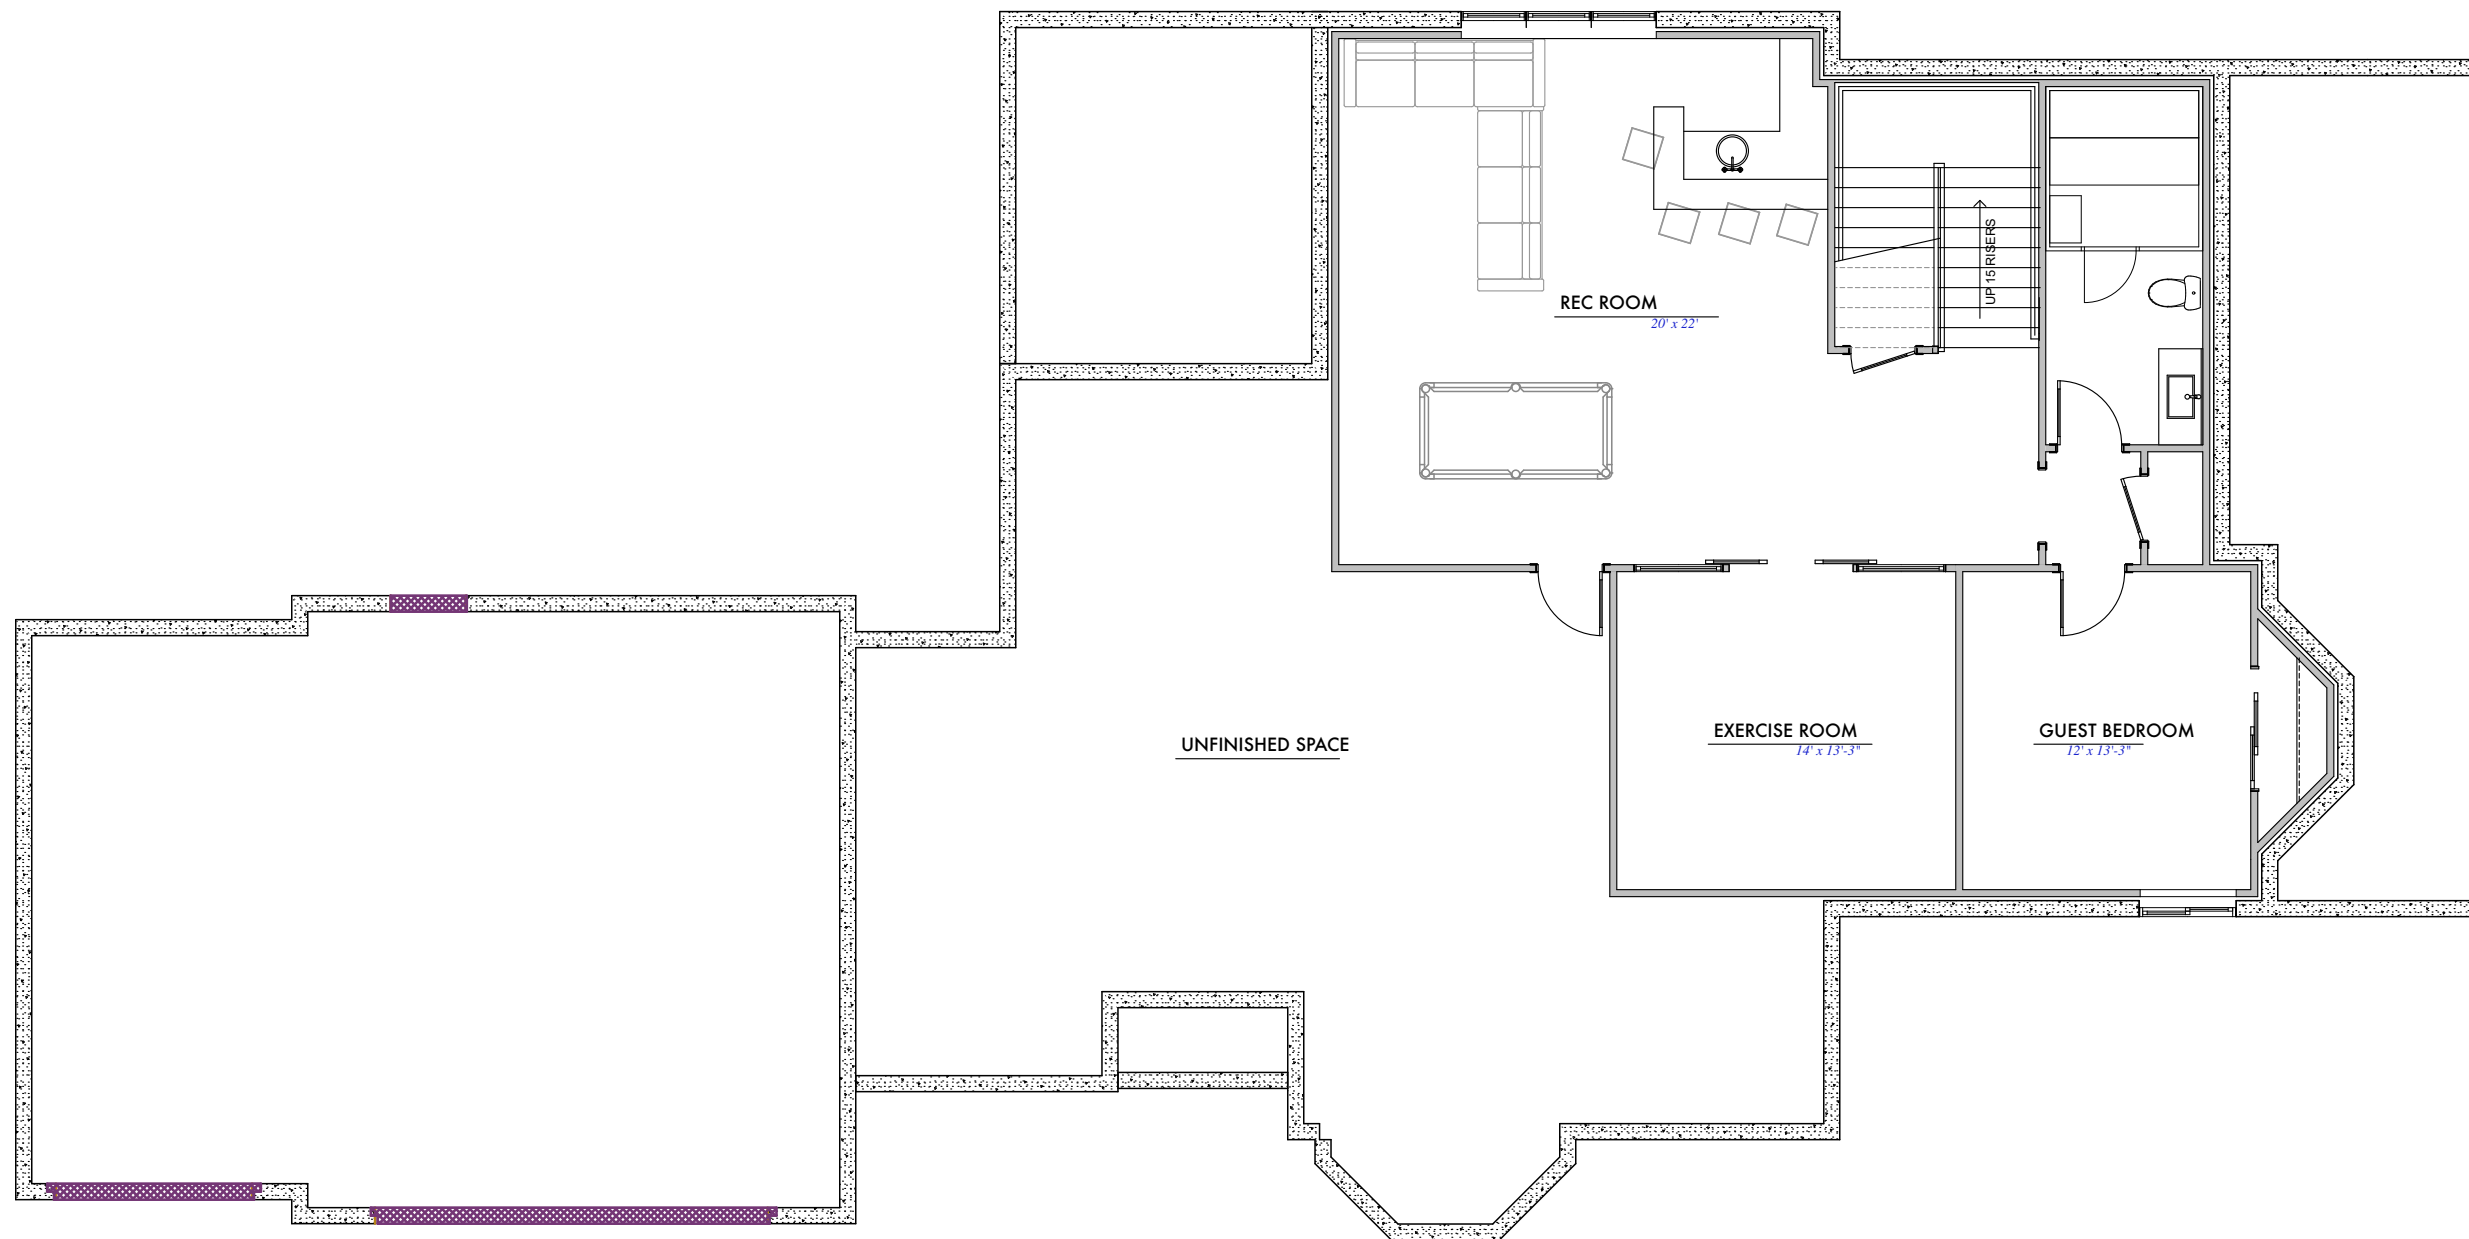 UP 15 RISERS
REC ROOM
20' x 22'
EXERCISE ROOM
14' x 13'-3"
GUEST BEDROOM
12' x 13'-3"
UNFINISHED SPACE